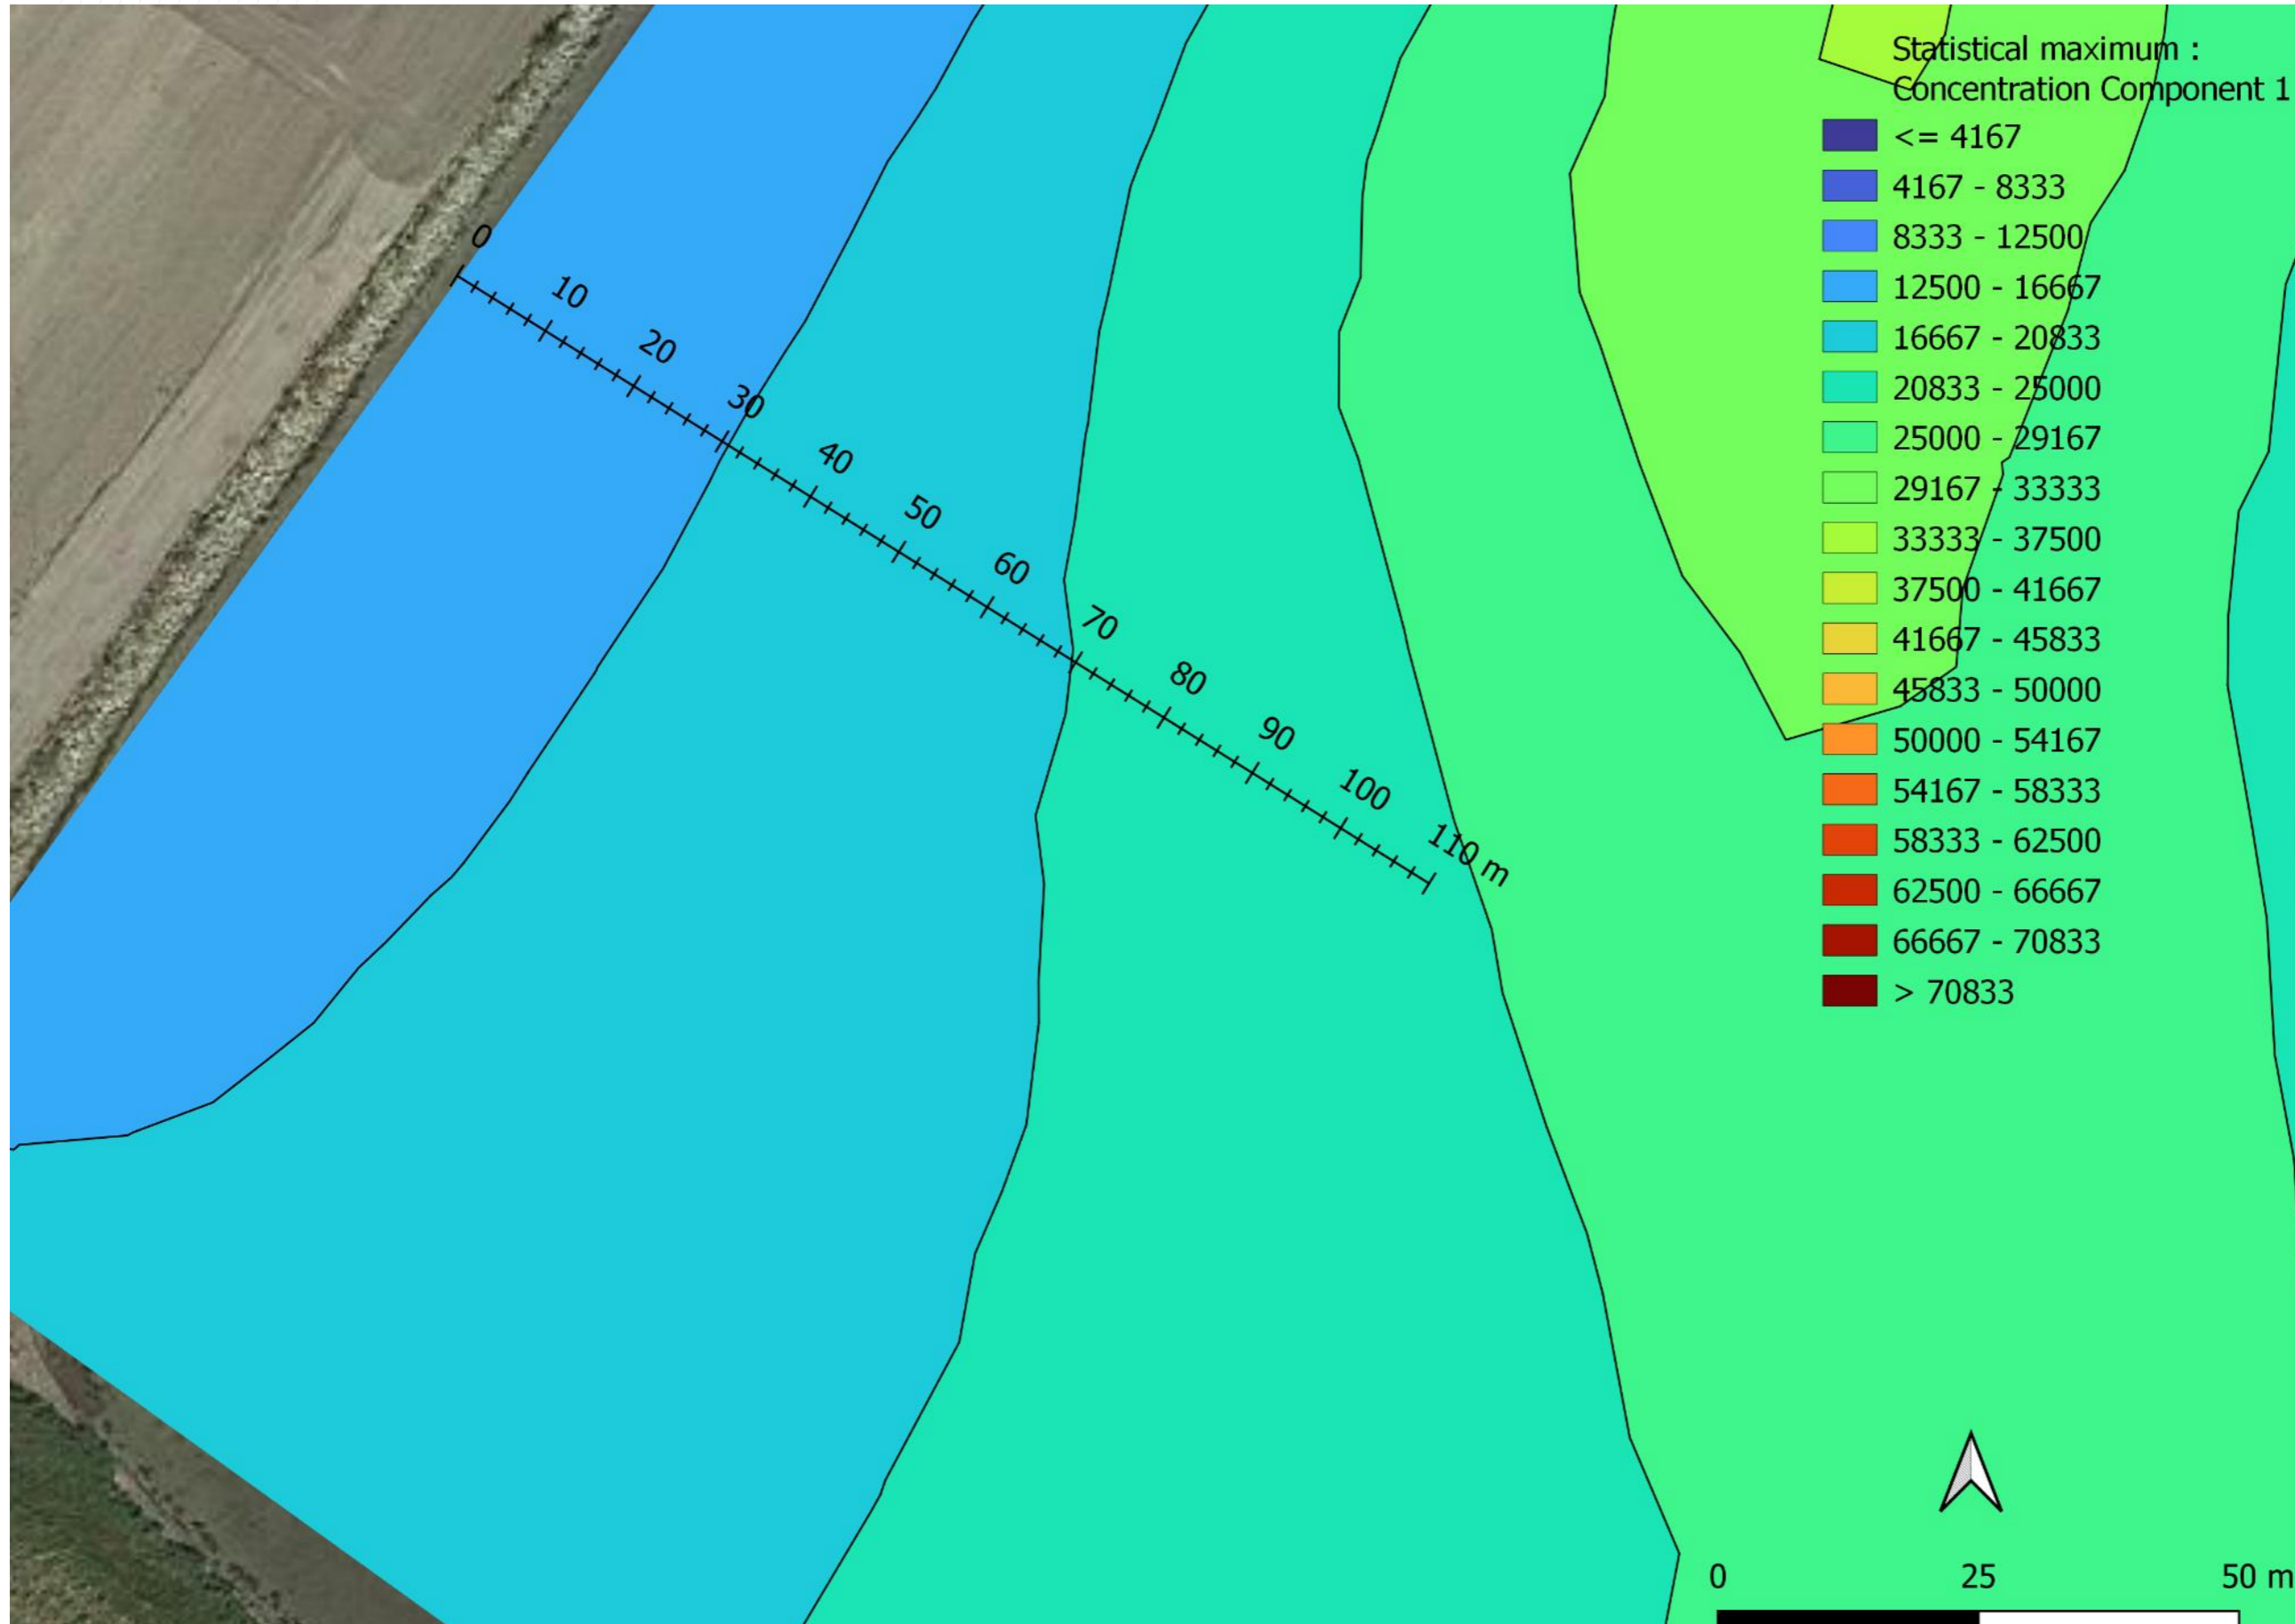 Statistical maximum :
Concentration Component 1
<= 4167
4167 - 8333
8333 - 12500
12500 - 16667
16667 - 20833
20833 - 25000
25000 - 29167
29167 - 33333
33333 - 37500
37500 - 41667
41667 - 45833
45833 - 50000
50000 - 54167
54167 - 58333
58333 - 62500
62500 - 66667
66667 - 70833
> 70833
0
10
20
30
40
50
60
70
80
90
100
110 m
0 25 50 m